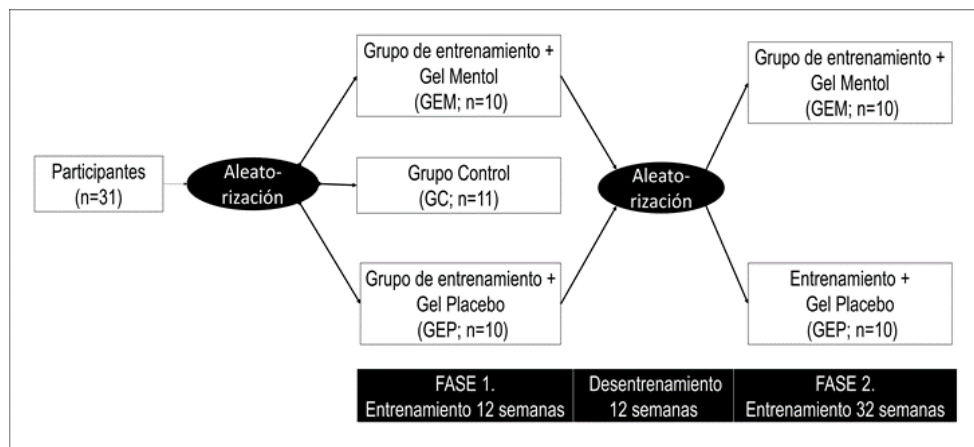 Participantes
(n=31)
Aleato-
rización
Grupo de entrenamiento +
Gel Mentol
(GEM; n=10)
Grupo Control
(GC; n=11)
Grupo de entrenamiento +
Gel Placebo
(GEP; n=10)
Aleato-
rización
Grupo de entrenamiento +
Gel Mentol
(GEM; n=10)
Entrenamiento +
Gel Placebo
(GEP; n=10)
FASE 1.
Entrenamiento 12 semanas
Desentrenamiento
12 semanas
FASE 2.
Entrenamiento 32 semanas